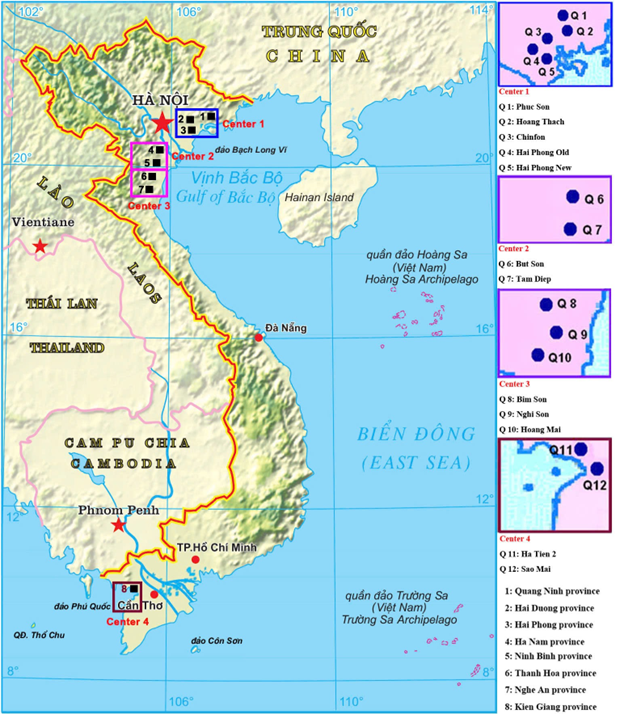 102°
106°
110°
114°
TRUNG QUỐC
CHINA
HÀ NỘI
2
1
3
Center 1
đảo Bạch Long Vĩ
4
5
Center 2
20°
20°
6
7
Center 3
Vịnh Bắc Bộ
Gulf of Bắc Bộ
Hainan Island
LÀO
Vientiane
LAOS
quần đảo Hoàng Sa
(Việt Nam)
Hoàng Sa Archipelago
THÁI LAN
THAILAND
16°
16°
Đà Nẵng
CAM PU CHIA
CAMBODIA
BIỂN ĐÔNG
(EAST SEA)
12°
12°
Phnom Penh
TP.Hồ Chí Minh
8
Cần Thơ
Center 4
đảo Phú Quốc
QĐ. Thổ Chu
đảo Côn Sơn
quần đảo Trường Sa
(Việt Nam)
Trường Sa Archipelago
8°
8°
106°
110°
Q 1
Q 2
Q 3
Q 4
Q 5
Center 1
Q 1: Phuc Son
Q 2: Hoang Thach
Q 3: Chinfon
Q 4: Hai Phong Old
Q 5: Hai Phong New
Q 6
Q 7
Center 2
Q 6: But Son
Q 7: Tam Diep
Q 8
Q 9
Q10
Center 3
Q 8: Bim Son
Q 9: Nghi Son
Q 10: Hoang Mai
Q11
Q12
Center 4
Q 11: Ha Tien 2
Q 12: Sao Mai
1: Quang Ninh province
2: Hai Duong province
3: Hai Phong province
4: Ha Nam province
5: Ninh Binh province
6: Thanh Hoa province
7: Nghe An province
8: Kien Giang province